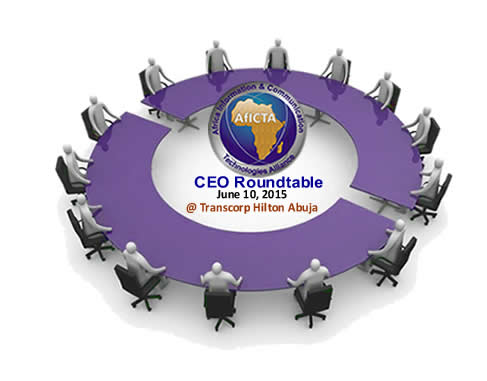 Africa Information & Communication
AfICTA
Technologies Alliance
CEO Roundtable
June 10, 2015
@ Transcorp Hilton Abuja